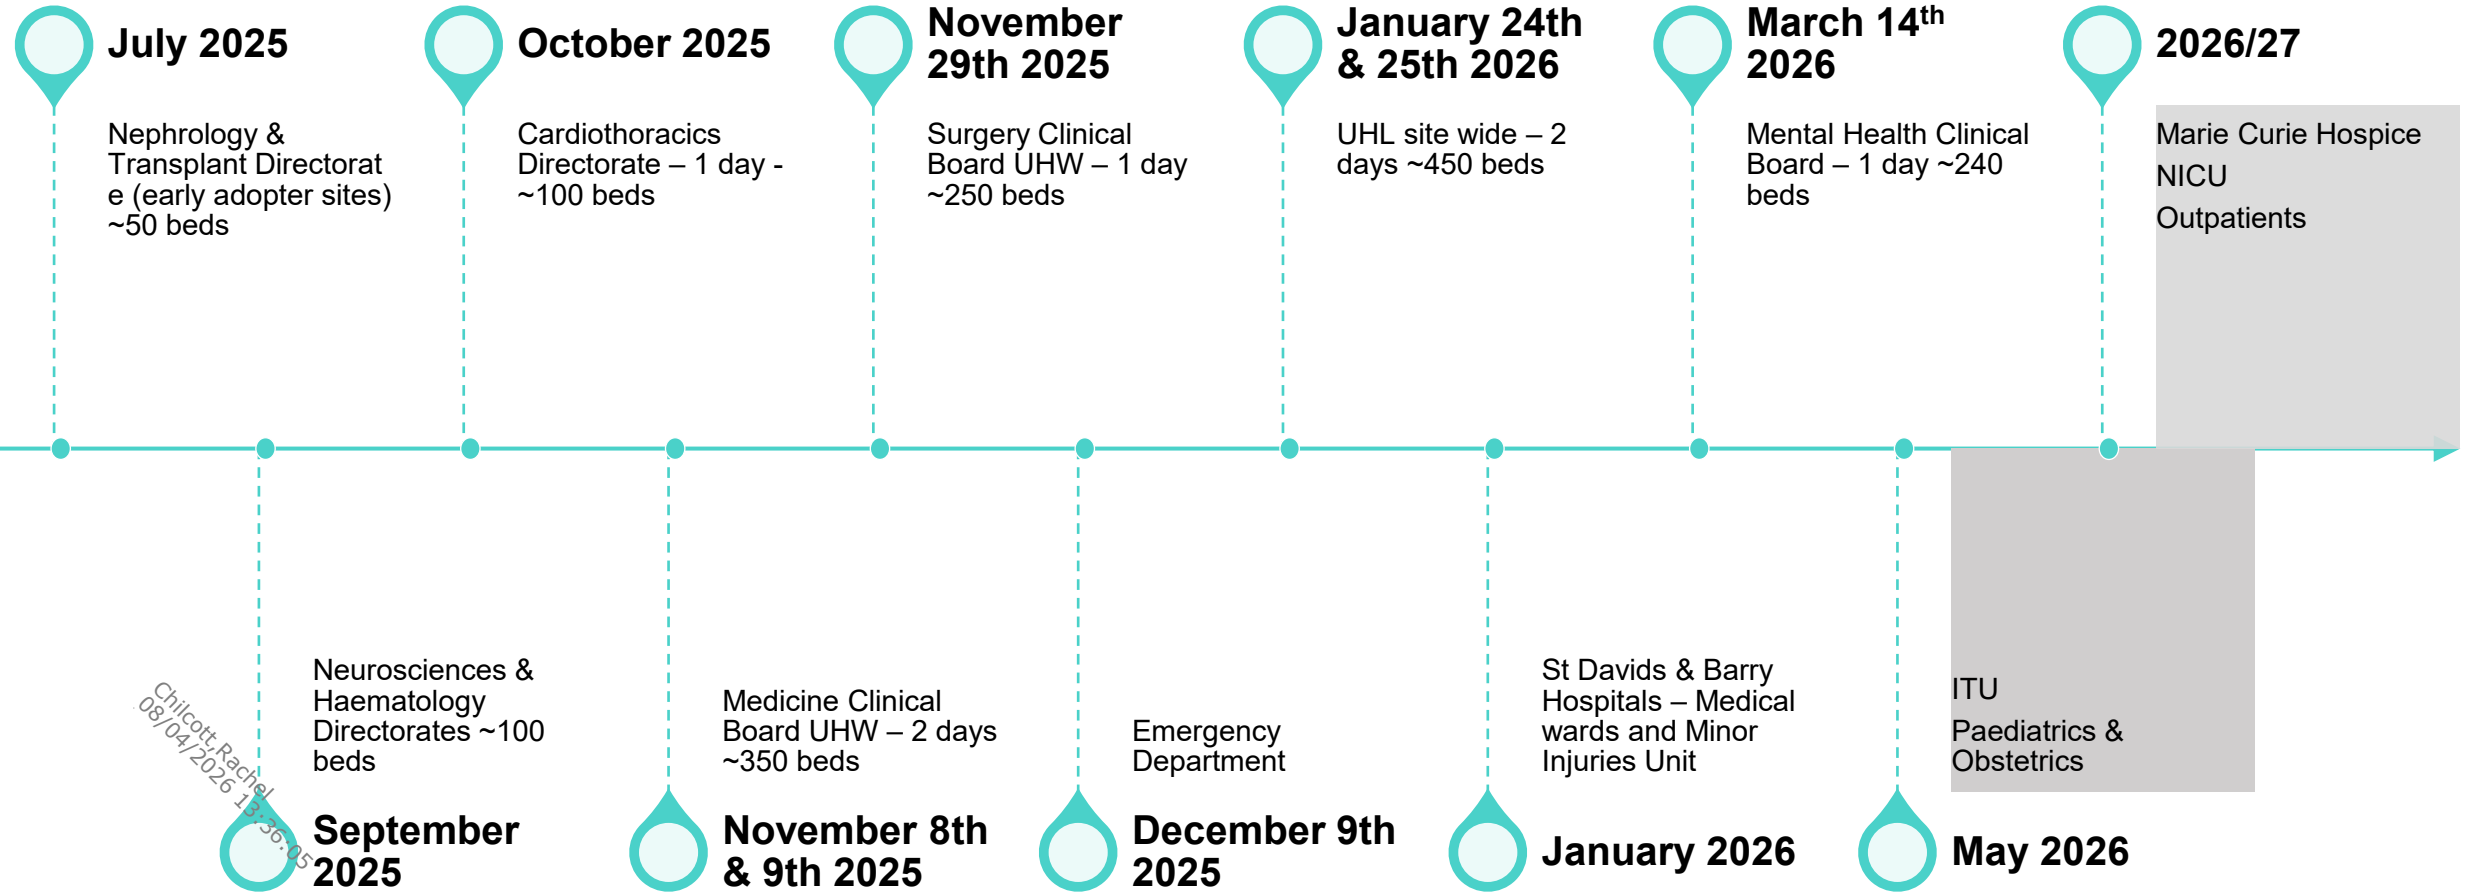 July 2025
Nephrology &
Transplant Directorat
e (early adopter sites)
~50 beds
October 2025
Cardiothoracics
Directorate – 1 day -
~100 beds
November
29th 2025
Surgery Clinical
Board UHW – 1 day
~250 beds
January 24th
& 25th 2026
UHL site wide – 2
days ~450 beds
March 14th
2026
Mental Health Clinical
Board – 1 day ~240
beds
2026/27
Marie Curie Hospice
NICU
Outpatients
Neurosciences &
Haematology
Directorates ~100
beds
September
2025
Medicine Clinical
Board UHW – 2 days
~350 beds
November 8th
& 9th 2025
Emergency
Department
December 9th
2025
St Davids & Barry
Hospitals – Medical
wards and Minor
Injuries Unit
January 2026
ITU
Paediatrics &
Obstetrics
May 2026
Chilcott,Rachel
08/04/2026 13:36:05